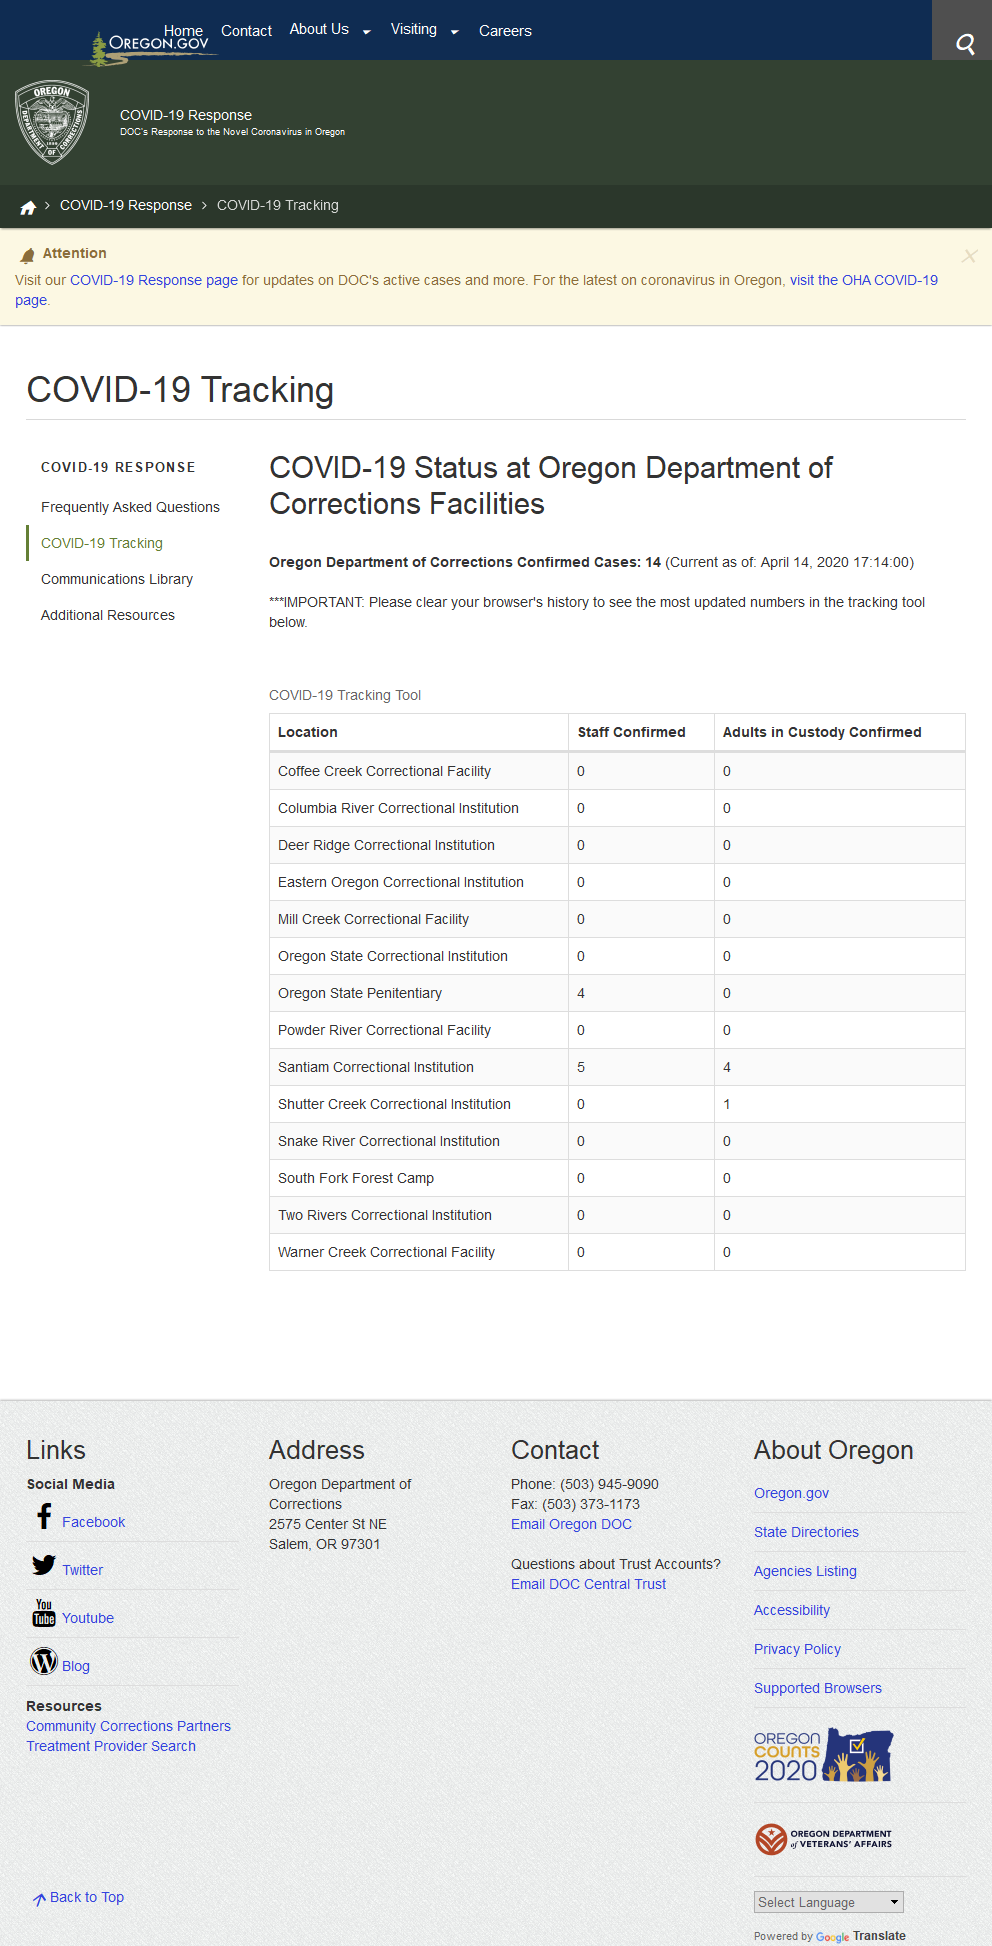 Home Contact About Us Visiting Careers
OREGON.GOV
OREGON
DEPARTMENT OF CORRECTIONS
COVID-19 Response
DOC's Response to the Novel Coronavirus in Oregon
COVID-19 Response > COVID-19 Tracking
Attention
Visit our COVID-19 Response page for updates on DOC's active cases and more. For the latest on coronavirus in Oregon, visit the OHA COVID-19
page.
COVID-19 Tracking
COVID-19 RESPONSE
Frequently Asked Questions
COVID-19 Tracking
Communications Library
Additional Resources
COVID-19 Status at Oregon Department of
Corrections Facilities
Oregon Department of Corrections Confirmed Cases: 14 (Current as of: April 14, 2020 17:14:00)
***IMPORTANT: Please clear your browser's history to see the most updated numbers in the tracking tool
below.
COVID-19 Tracking Tool
Location Staff Confirmed Adults in Custody Confirmed
Coffee Creek Correctional Facility 0 0
Columbia River Correctional Institution 0 0
Deer Ridge Correctional Institution 0 0
Eastern Oregon Correctional Institution 0 0
Mill Creek Correctional Facility 0 0
Oregon State Correctional Institution 0 0
Oregon State Penitentiary 4 0
Powder River Correctional Facility 0 0
Santiam Correctional Institution 5 4
Shutter Creek Correctional Institution 0 1
Snake River Correctional Institution 0 0
South Fork Forest Camp 0 0
Two Rivers Correctional Institution 0 0
Warner Creek Correctional Facility 0 0
Links
Social Media
Facebook
Twitter
You
Tube Youtube
Blog
Resources
Community Corrections Partners
Treatment Provider Search
Back to Top
Address
Oregon Department of
Corrections
2575 Center St NE
Salem, OR 97301
Contact
Phone: (503) 945-9090
Fax: (503) 373-1173
Email Oregon DOC
Questions about Trust Accounts?
Email DOC Central Trust
About Oregon
Oregon.gov
State Directories
Agencies Listing
Accessibility
Privacy Policy
Supported Browsers
OREGON
COUNTS
2020
OREGON DEPARTMENT
of VETERANS' AFFAIRS
Select Language
Powered by Google Translate